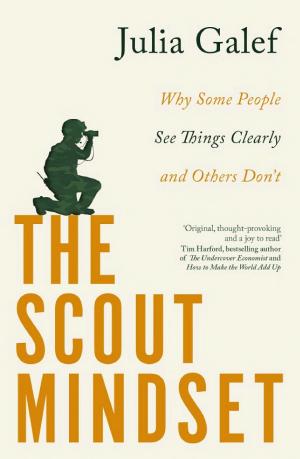 Julia Galef
Why Some People
See Things Clearly
and Others Don't
'Original, thought-provoking
and a joy to read'
Tim Harford, bestselling author
of The Undercover Economist and
How to Make the World Add Up
THE
SCOUT
MINDSET